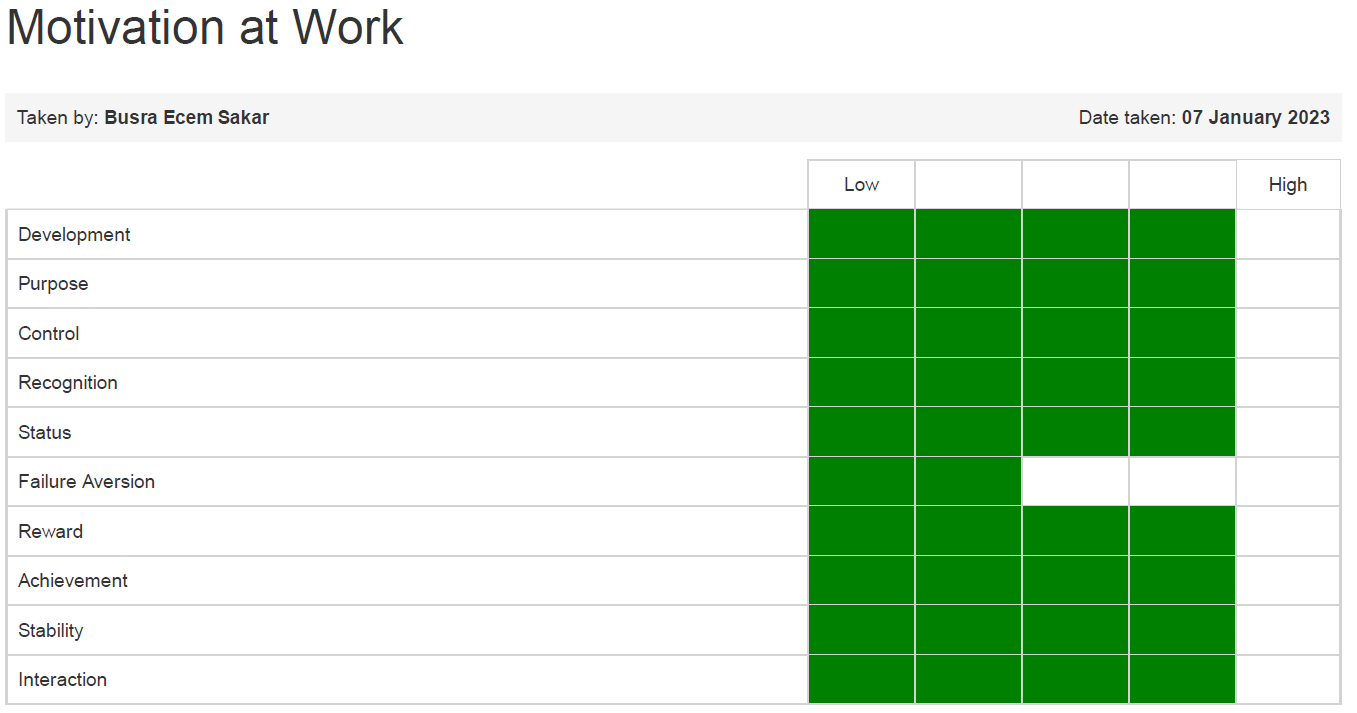 Motivation at Work
Taken by: Busra Ecem Sakar
Date taken: 07 January 2023
Low
High
Development
Purpose
Control
Recognition
Status
Failure Aversion
Reward
Achievement
Stability
Interaction